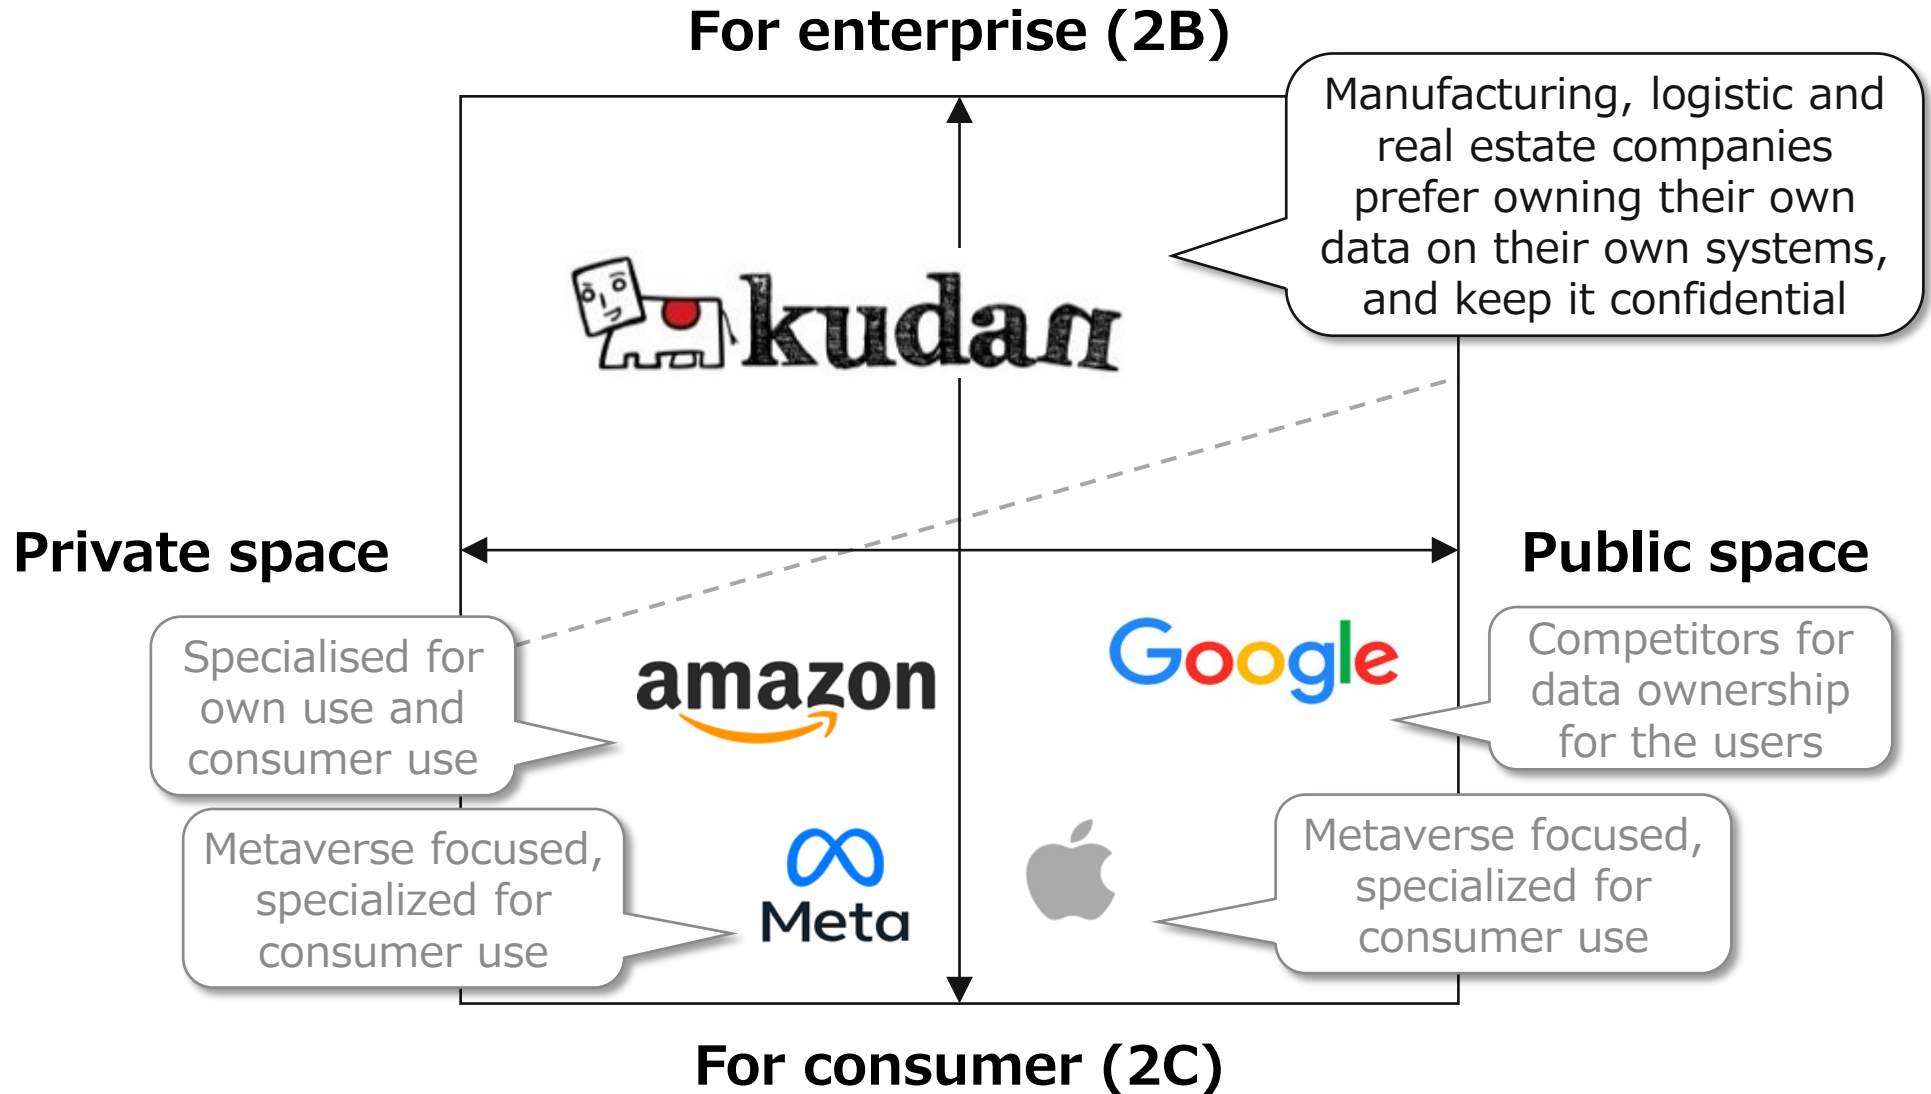 For enterprise (2B)
Manufacturing, logistic and
real estate companies
prefer owning their own
data on their own systems,
and keep it confidential
kudan
Private space
Public space
Specialised for
own use and
consumer use
amazon
Google
Competitors for
data ownership
for the users
Metaverse focused,
specialized for
consumer use
Meta
Metaverse focused,
specialized for
consumer use
For consumer (2C)